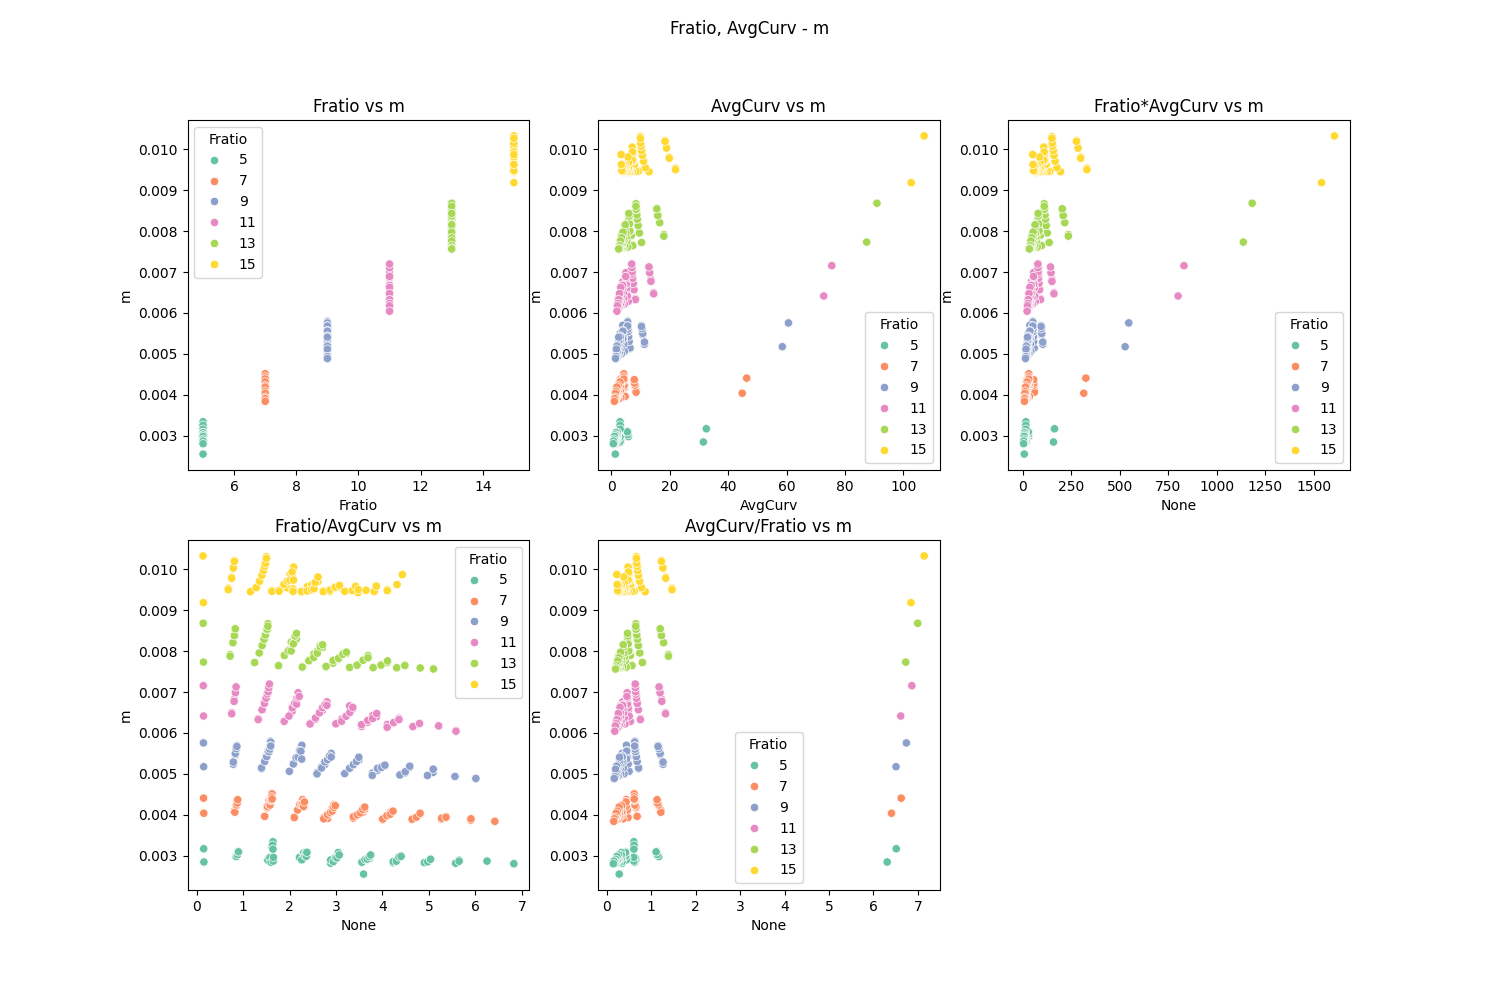 Fratio, AvgCurv - m
Fratio vs m
m
0.010
0.009
0.008
0.007
0.006
0.005
0.004
0.003
6 8 10 12 14
Fratio
Fratio
5
7
9
11
13
15
AvgCurv vs m
m
0.010
0.009
0.008
0.007
0.006
0.005
0.004
0.003
0 20 40 60 80 100
AvgCurv
Fratio
5
7
9
11
13
15
Fratio*AvgCurv vs m
m
0.010
0.009
0.008
0.007
0.006
0.005
0.004
0.003
0 250 500 750 1000 1250 1500
None
Fratio
5
7
9
11
13
15
Fratio/AvgCurv vs m
m
0.010
0.009
0.008
0.007
0.006
0.005
0.004
0.003
0 1 2 3 4 5 6 7
None
Fratio
5
7
9
11
13
15
AvgCurv/Fratio vs m
m
0.010
0.009
0.008
0.007
0.006
0.005
0.004
0.003
0 1 2 3 4 5 6 7
None
Fratio
5
7
9
11
13
15